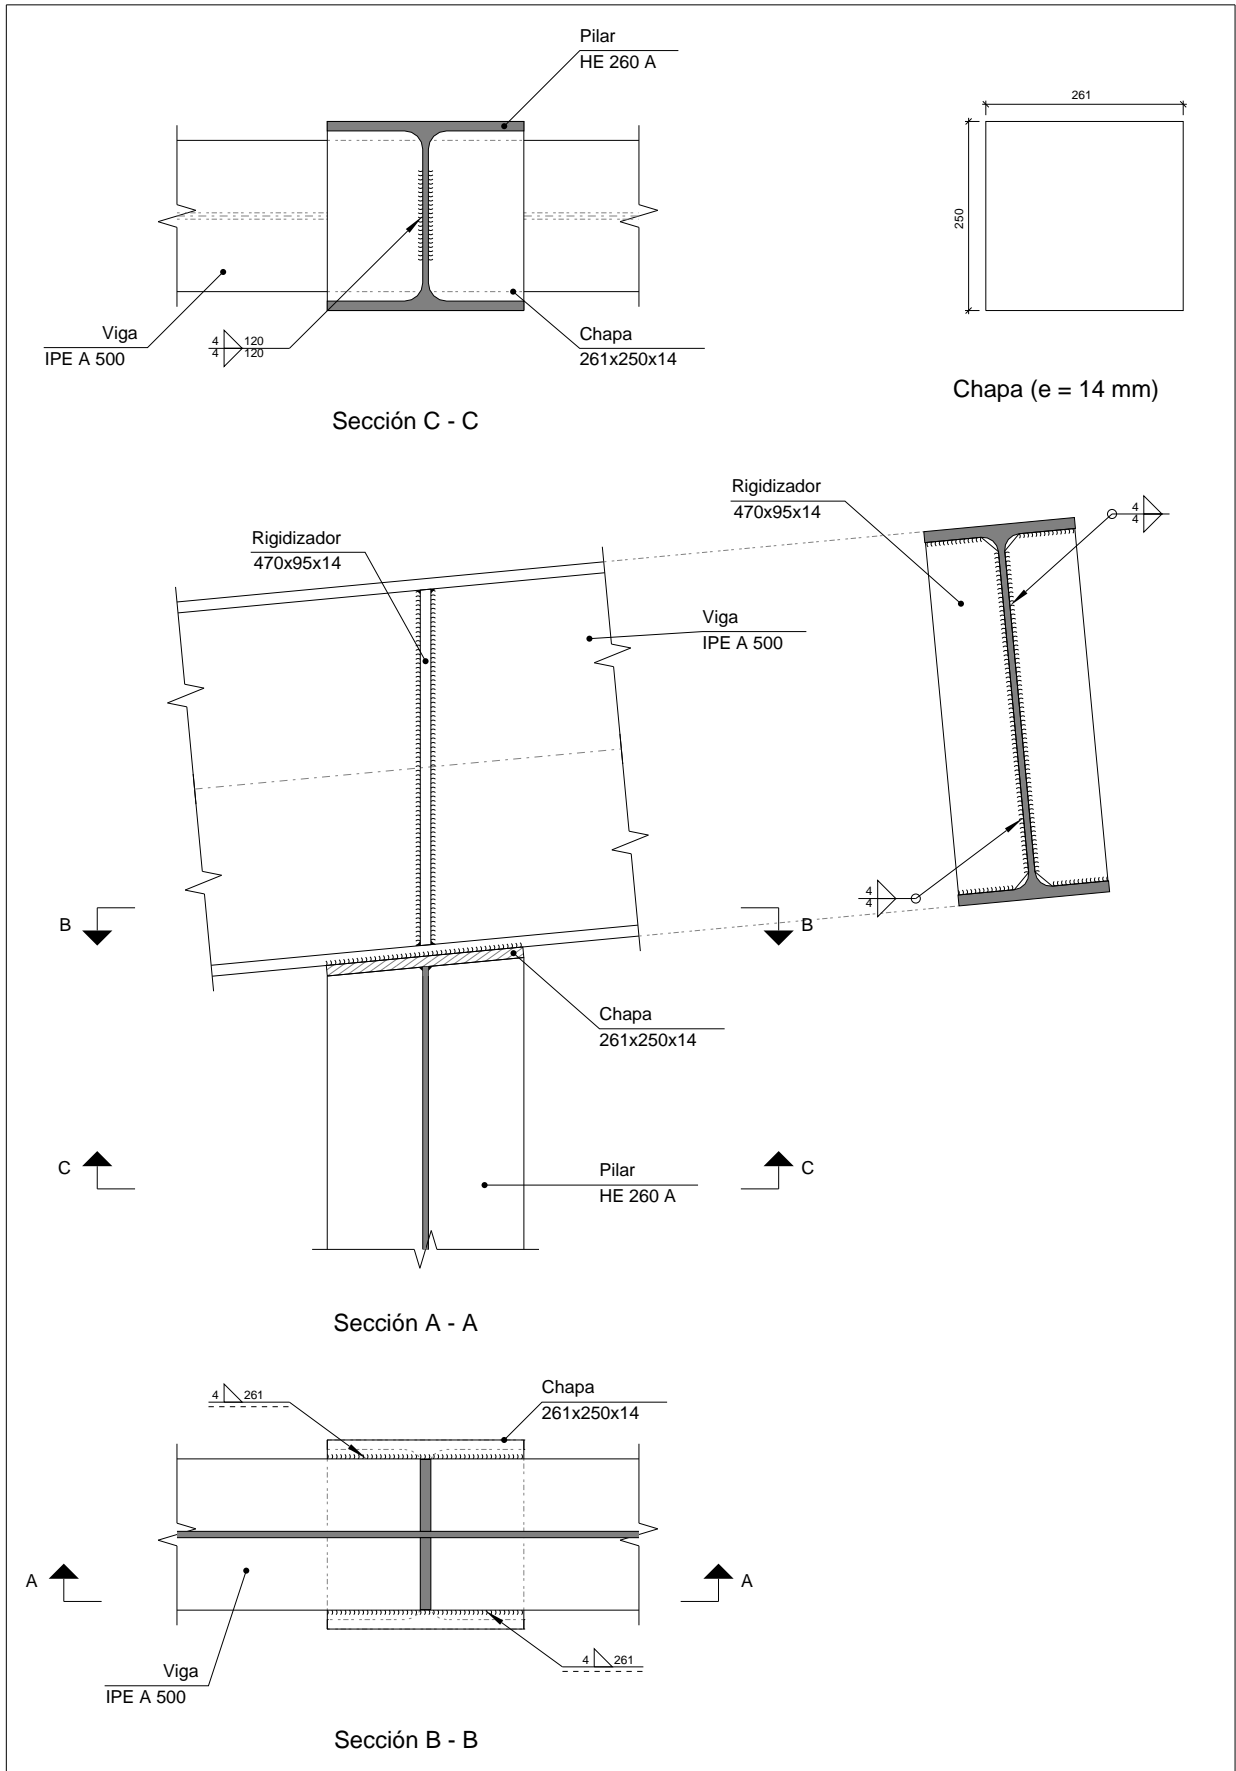 Pilar
HE 260 A
261
250
Viga
IPE A 500
4 120
4 120
Chapa
261x250x14
Chapa (e = 14 mm)
Sección C - C
Rigidizador
470x95x14
4
4
Rigidizador
470x95x14
Viga
IPE A 500
4
4
B
B
Chapa
261x250x14
C
C
Pilar
HE 260 A
Sección A - A
4 261
Chapa
261x250x14
A
A
4 261
Viga
IPE A 500
Sección B - B